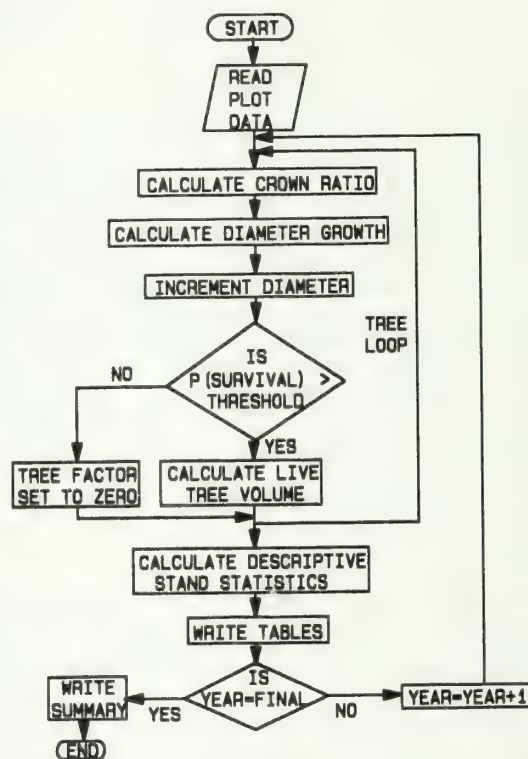 START
READ
PLOT
DATA
CALCULATE CROWN RATIO
CALCULATE DIAMETER GROWTH
INCREMENT DIAMETER
TREE
LOOP
IS
P(SURVIVAL) >
THRESHOLD
NO
YES
TREE FACTOR
SET TO ZERO
CALCULATE LIVE
TREE VOLUME
CALCULATE DESCRIPTIVE
STAND STATISTICS
WRITE TABLES
IS
YEAR=FINAL
YES
NO
WRITE
SUMMARY
YEAR=YEAR+1
END